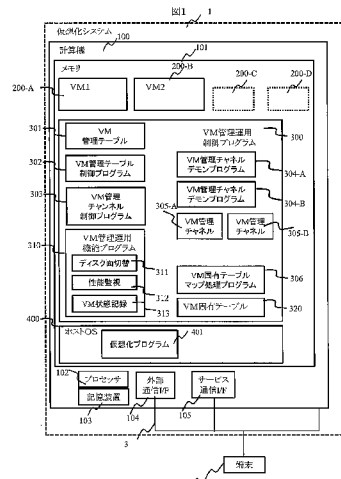 図1
1
仮想化システム
100
計算機
101
メモリ
200-A
VM1
200-B
VM2
200-C
200-D
301
VM
管理テーブル
VM管理運用
制御プログラム
300
302
VM管理テーブル
制御プログラム
VM管理チャネル
デモンプログラム
304-A
303
VM管理
チャンネル
制御プログラム
VM管理チャネル
デモンプログラム
304-B
305-A
VM管理
チャネル
VM管理
チャネル
305-B
310
VM管理運用
機能プログラム
ディスク面切替
311
性能監視
312
VM状態記録
313
VM固有テーブル
マップ処理プログラム
306
VM固有テーブル
320
400
ホストOS
401
仮想化プログラム
102
プロセッサ
記憶装置
103
外部
通信I/F
104
サービス
通信I/F
105
3
端末